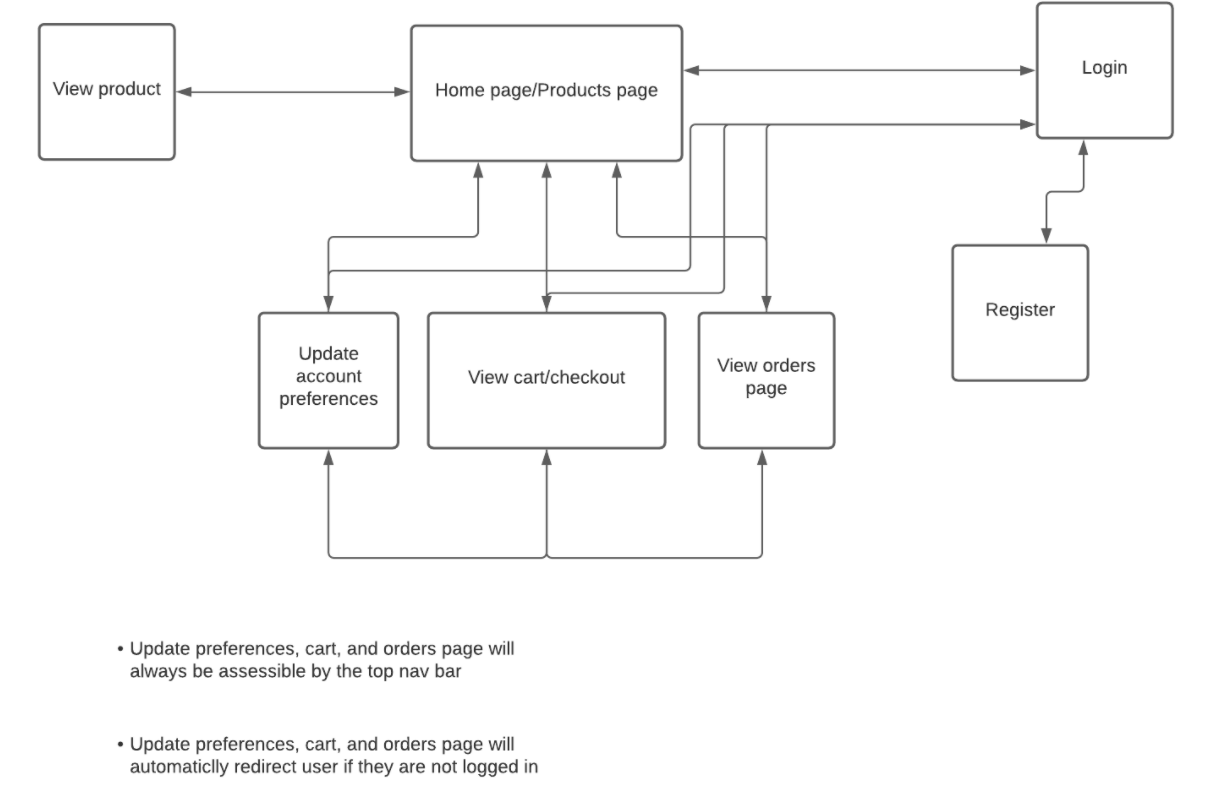 View product
Home page/Products page
Login
Register
Update
account
preferences
View cart/checkout
View orders
page
• Update preferences, cart, and orders page will
always be assessible by the top nav bar
• Update preferences, cart, and orders page will
automaticlly redirect user if they are not logged in